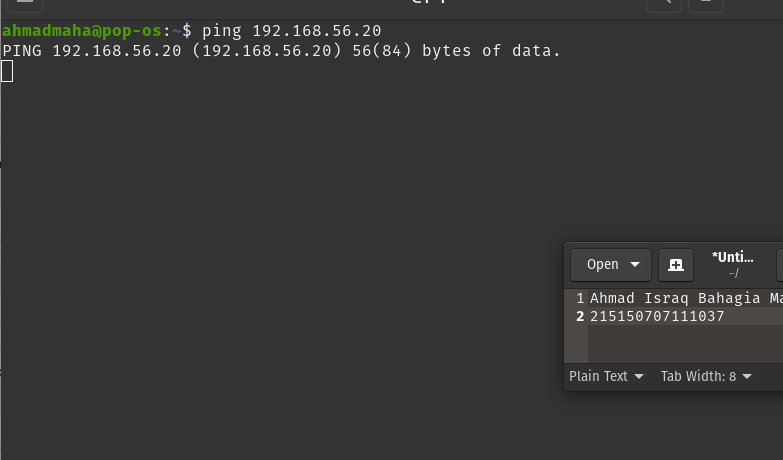 ahmadmaha@pop-os:~$ ping 192.168.56.20
PING 192.168.56.20 (192.168.56.20) 56(84) bytes of data.
Open
*Unti...
~/
1 Ahmad Israq Bahagia
2 215150707111037
Plain Text
Tab Width: 8